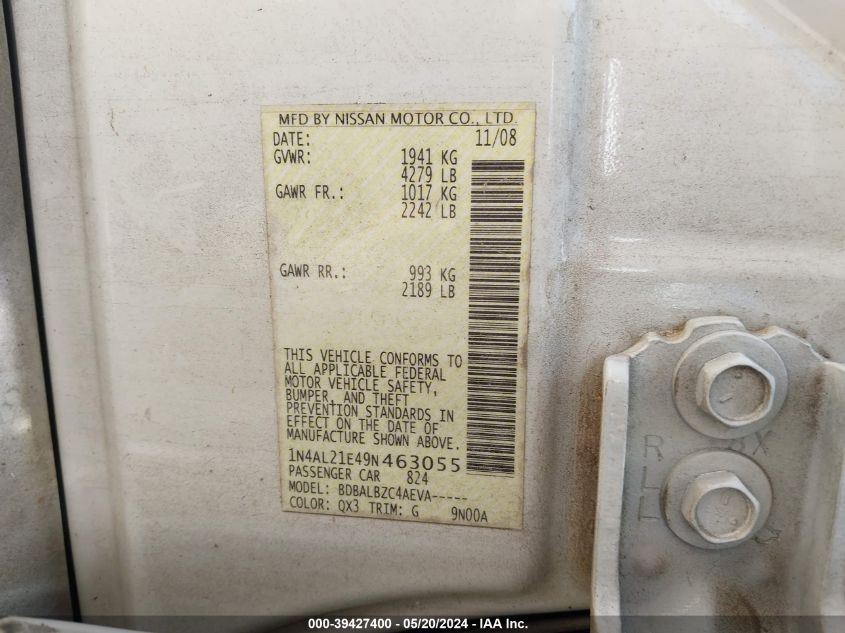 MFD BY NISSAN MOTOR CO., LTD.
DATE: 11/08
GVWR: 1941 KG
4279 LB
GAWR FR.: 1017 KG
2242 LB
GAWR RR.: 993 KG
2189 LB
THIS VEHICLE CONFORMS TO
ALL APPLICABLE FEDERAL
MOTOR VEHICLE SAFETY,
BUMPER, AND THEFT
PREVENTION STANDARDS IN
EFFECT ON THE DATE OF
MANUFACTURE SHOWN ABOVE.
1N4AL21E49N463055
PASSENGER CAR 824
MODEL: BDBALBZC4AEVA-----
COLOR: QX3 TRIM: G 9N00A
000-39427400 - 05/20/2024 - IAA Inc.